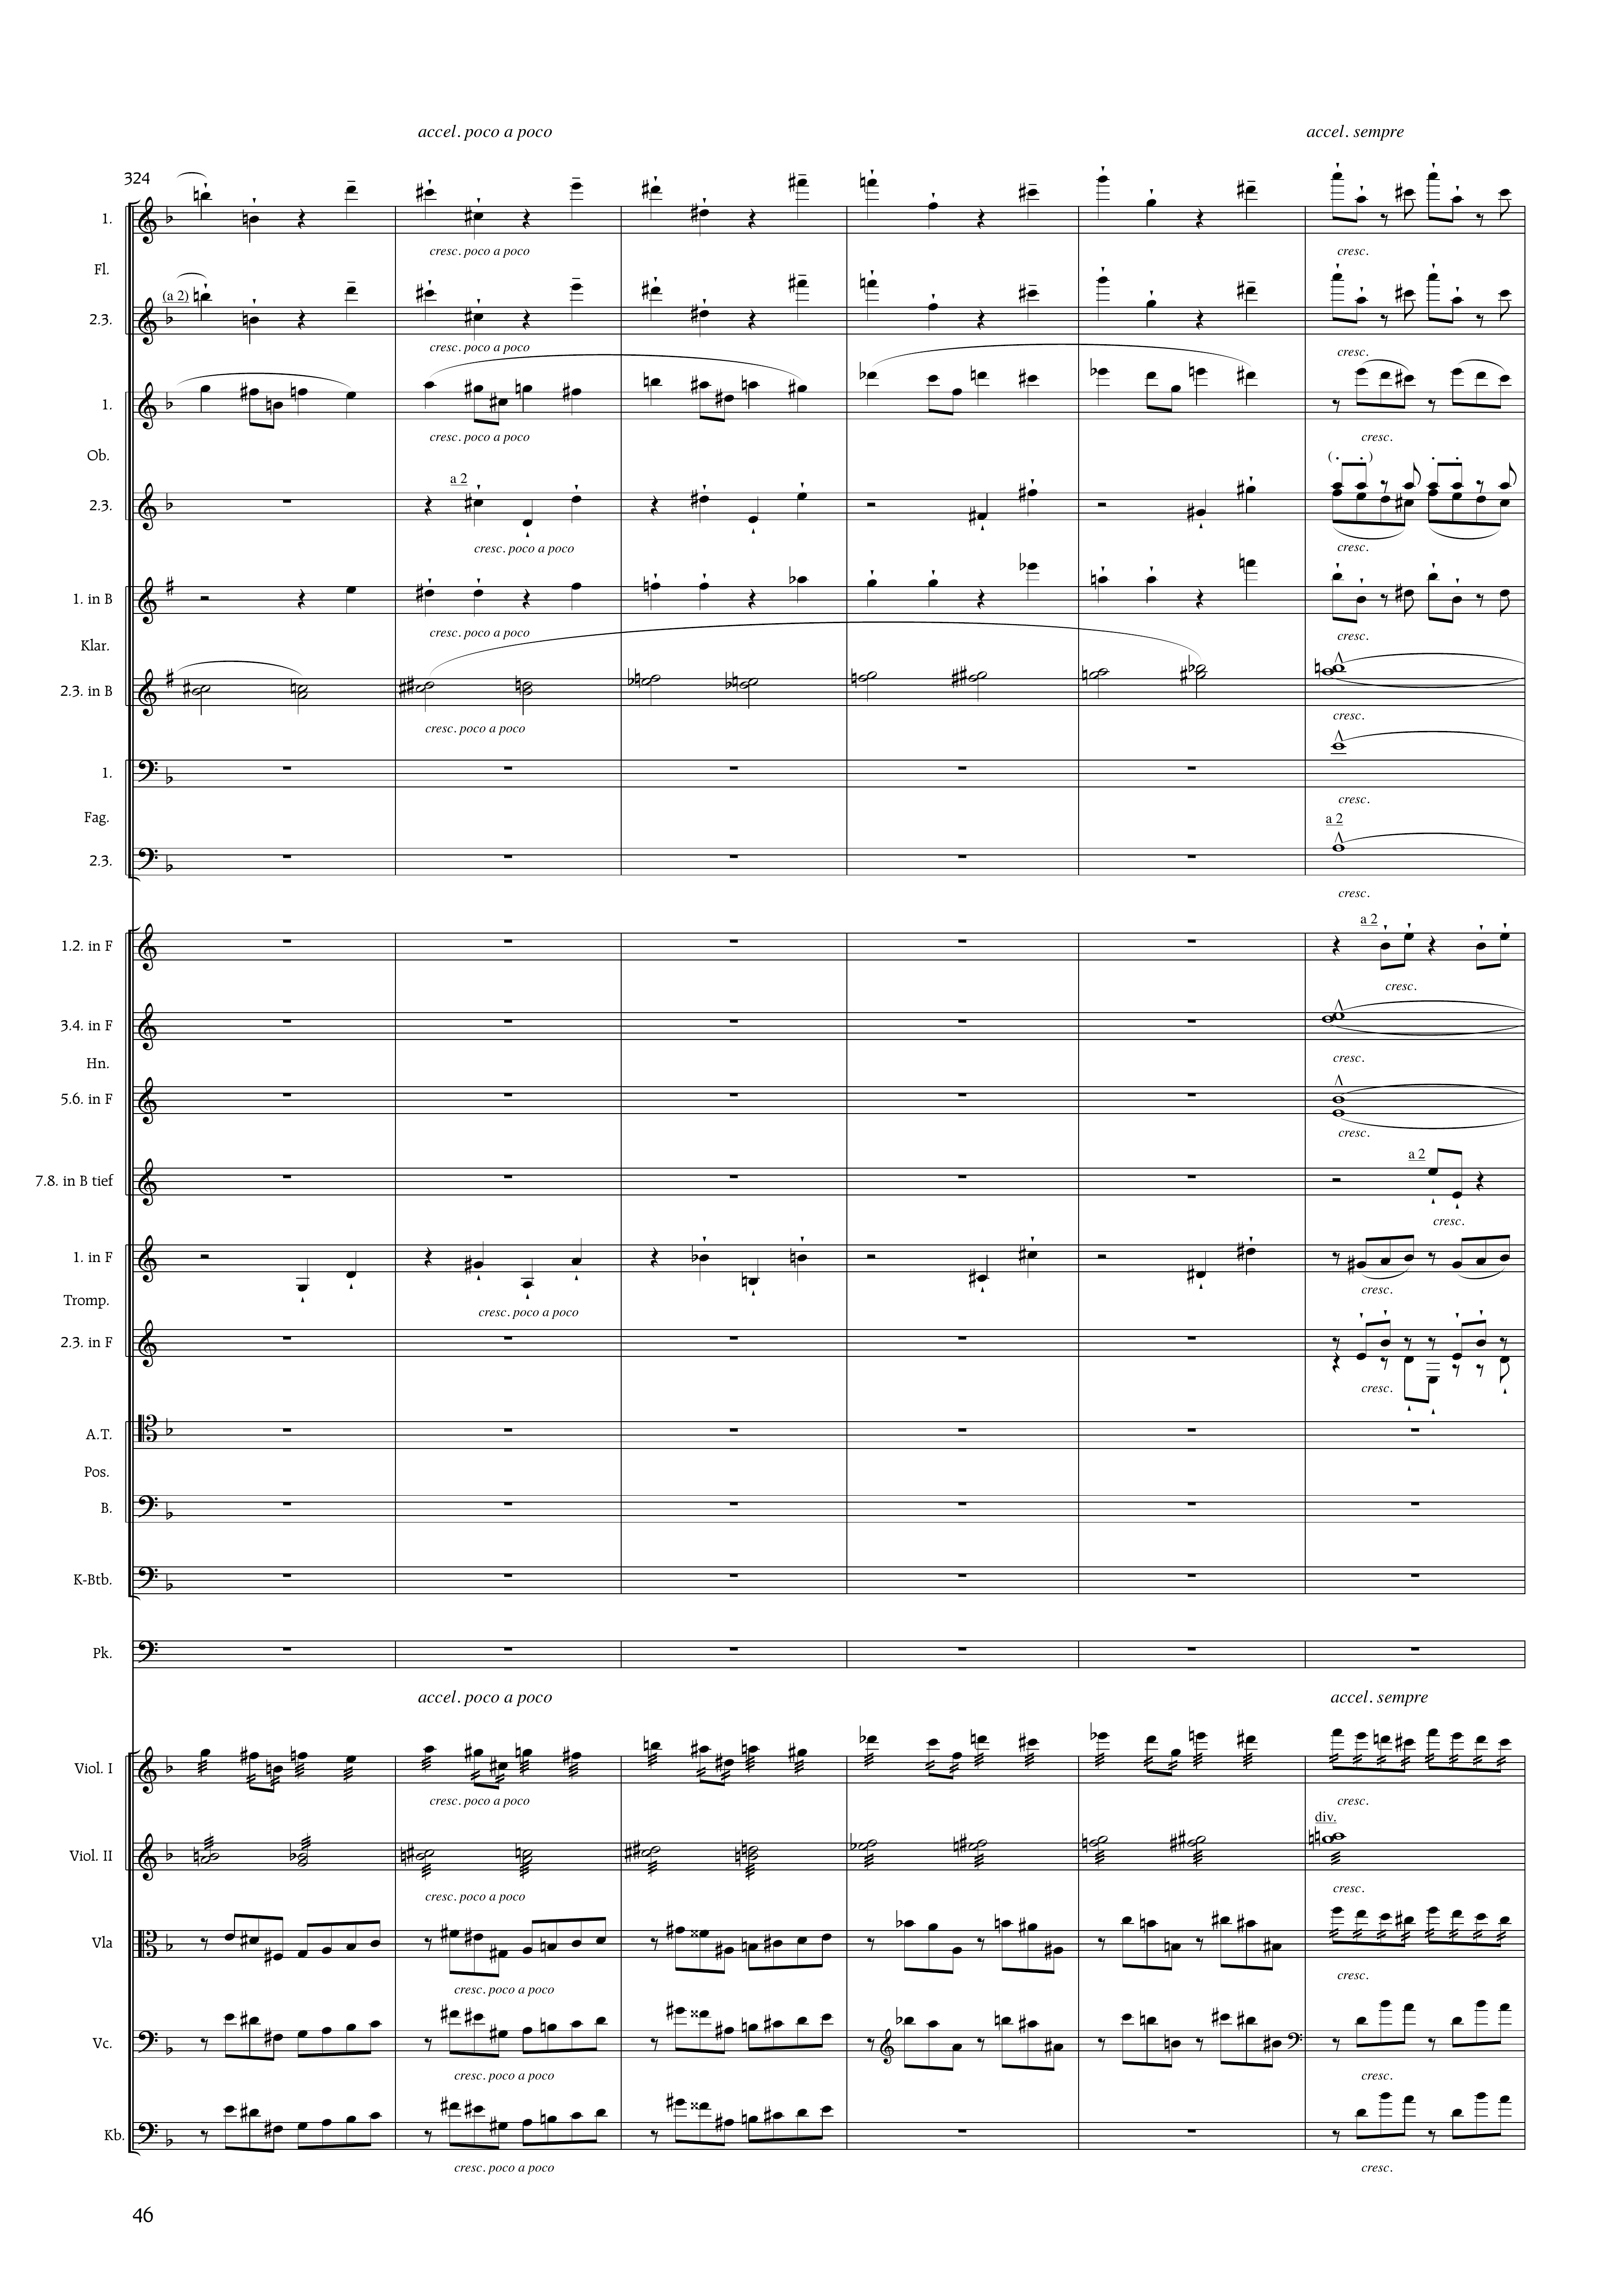 accel. poco a poco accel. sempre
324
1.
cresc. poco a poco cresc.
Fl.
(a 2)
2.3.
cresc. poco a poco cresc.
1.
cresc. poco a poco cresc.
Ob.
a 2
2.3.
cresc. poco a poco cresc.
1. in B
cresc. poco a poco cresc.
Klar.
2.3. in B
cresc. poco a poco cresc.
1.
cresc.
Fag.
a 2
2.3.
cresc.
a 2
1.2. in F
cresc.
3.4. in F
cresc.
Hn.
5.6. in F
cresc.
a 2
7.8. in B tief
cresc.
1. in F
cresc.
Tromp.
cresc. poco a poco
2.3. in F
cresc.
A.T.
Pos.
B.
K-Btb.
Pk.
accel. poco a poco accel. sempre
Viol. I
cresc. poco a poco cresc.
div.
Viol. II
cresc. poco a poco cresc.
Vla
cresc. poco a poco cresc.
Vc.
cresc. poco a poco cresc.
Kb.
cresc. poco a poco cresc.
46